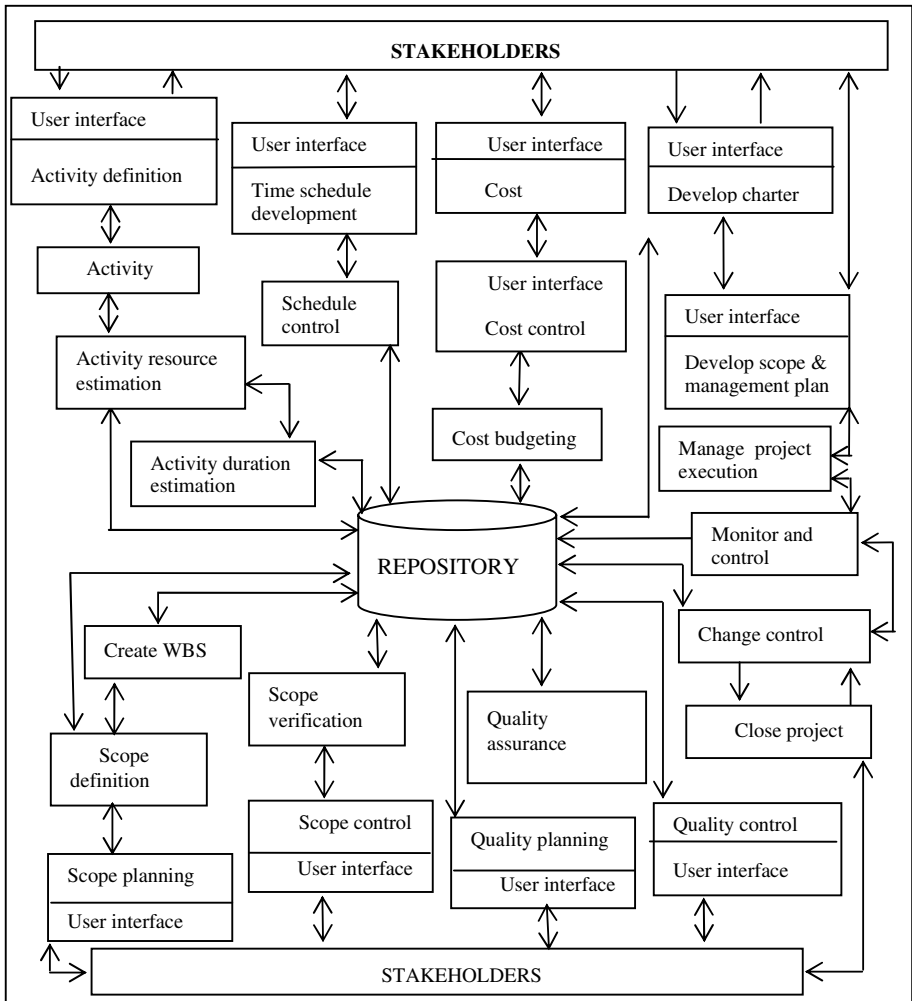 STAKEHOLDERS
User interface
Activity definition
User interface
Time schedule
development
User interface
Cost
User interface
Develop charter
Activity
Schedule
control
User interface
Cost control
User interface
Develop scope &
management plan
Activity resource
estimation
Activity duration
estimation
Cost budgeting
Manage project
execution
Monitor and
control
REPOSITORY
Create WBS
Change control
Scope
verification
Quality
assurance
Close project
Scope
definition
Scope control
User interface
Quality planning
User interface
Quality control
User interface
Scope planning
User interface
STAKEHOLDERS